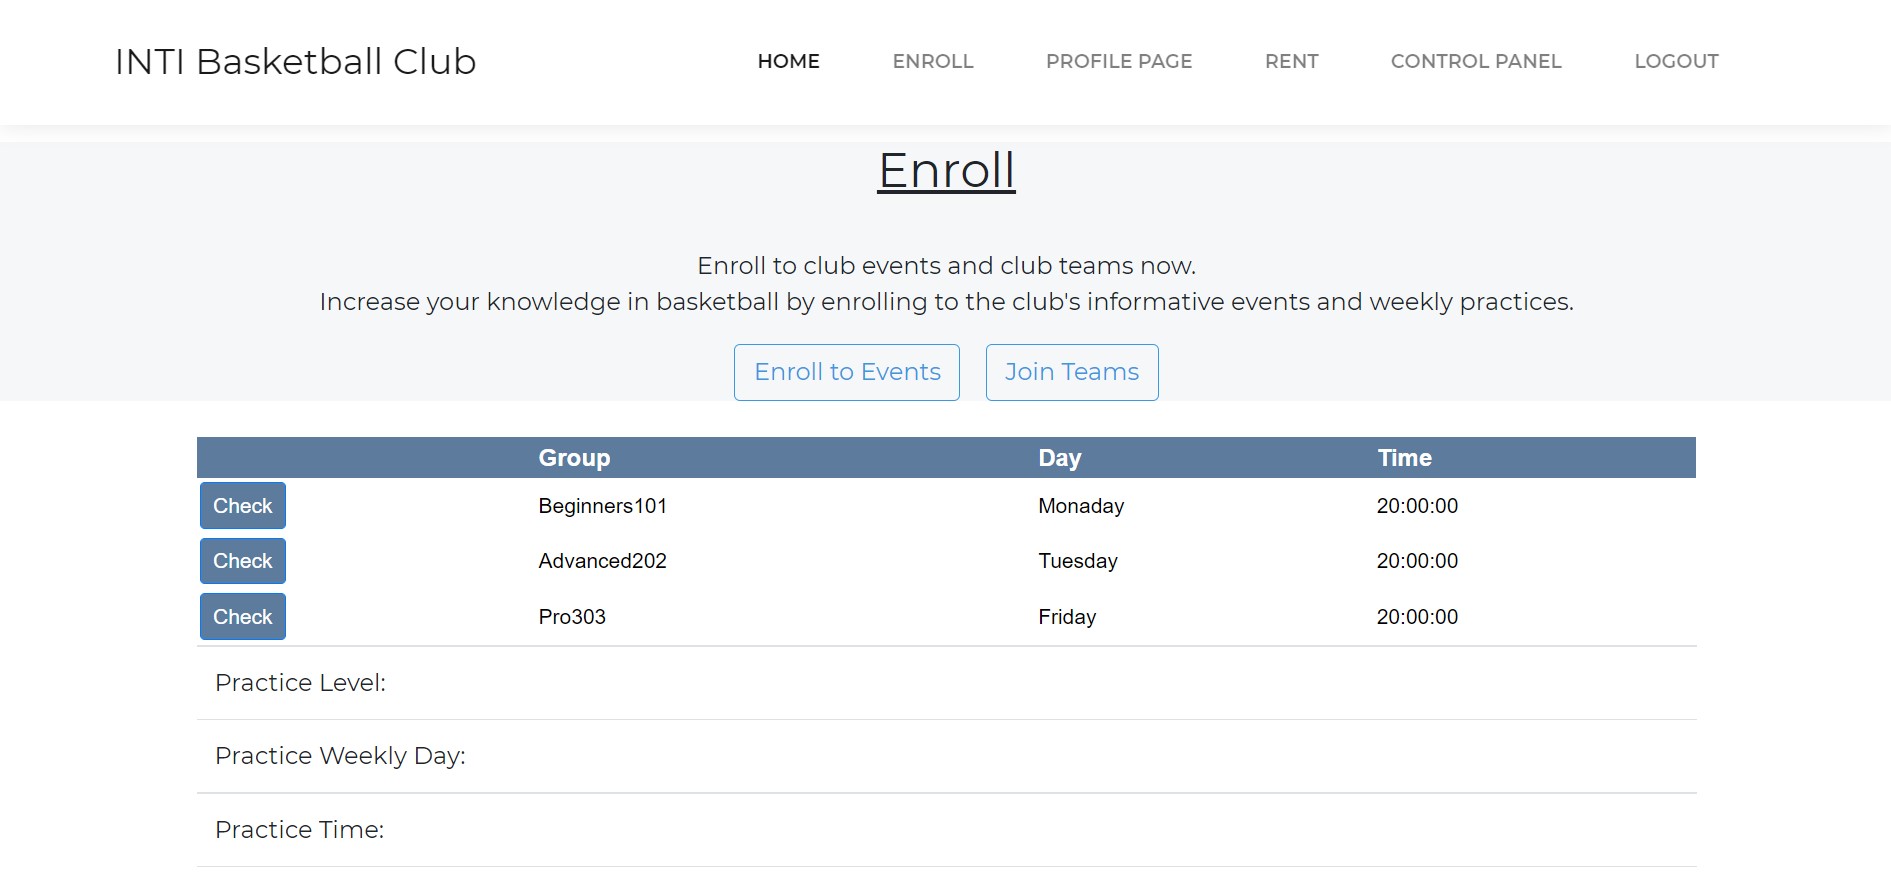 INTI Basketball Club HOME ENROLL PROFILE PAGE RENT CONTROL PANEL LOGOUT
Enroll
Enroll to club events and club teams now.
Increase your knowledge in basketball by enrolling to the club's informative events and weekly practices.
Enroll to Events Join Teams
Group Day Time
Check Beginners101 Monaday 20:00:00
Check Advanced202 Tuesday 20:00:00
Check Pro303 Friday 20:00:00
Practice Level:
Practice Weekly Day:
Practice Time: